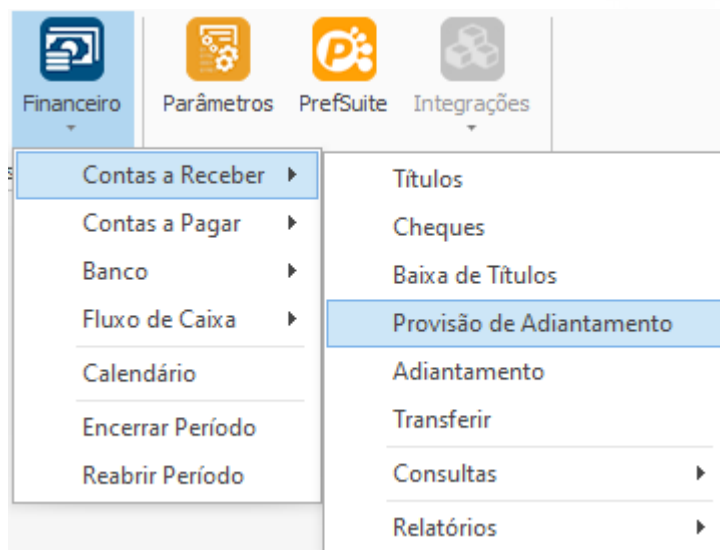 Financeiro
Parâmetros
PrefSuite
Integrações
Contas a Receber
Contas a Pagar
Banco
Fluxo de Caixa
Calendário
Encerrar Período
Reabrir Período
Títulos
Cheques
Baixa de Títulos
Provisão de Adiantamento
Adiantamento
Transferir
Consultas
Relatórios